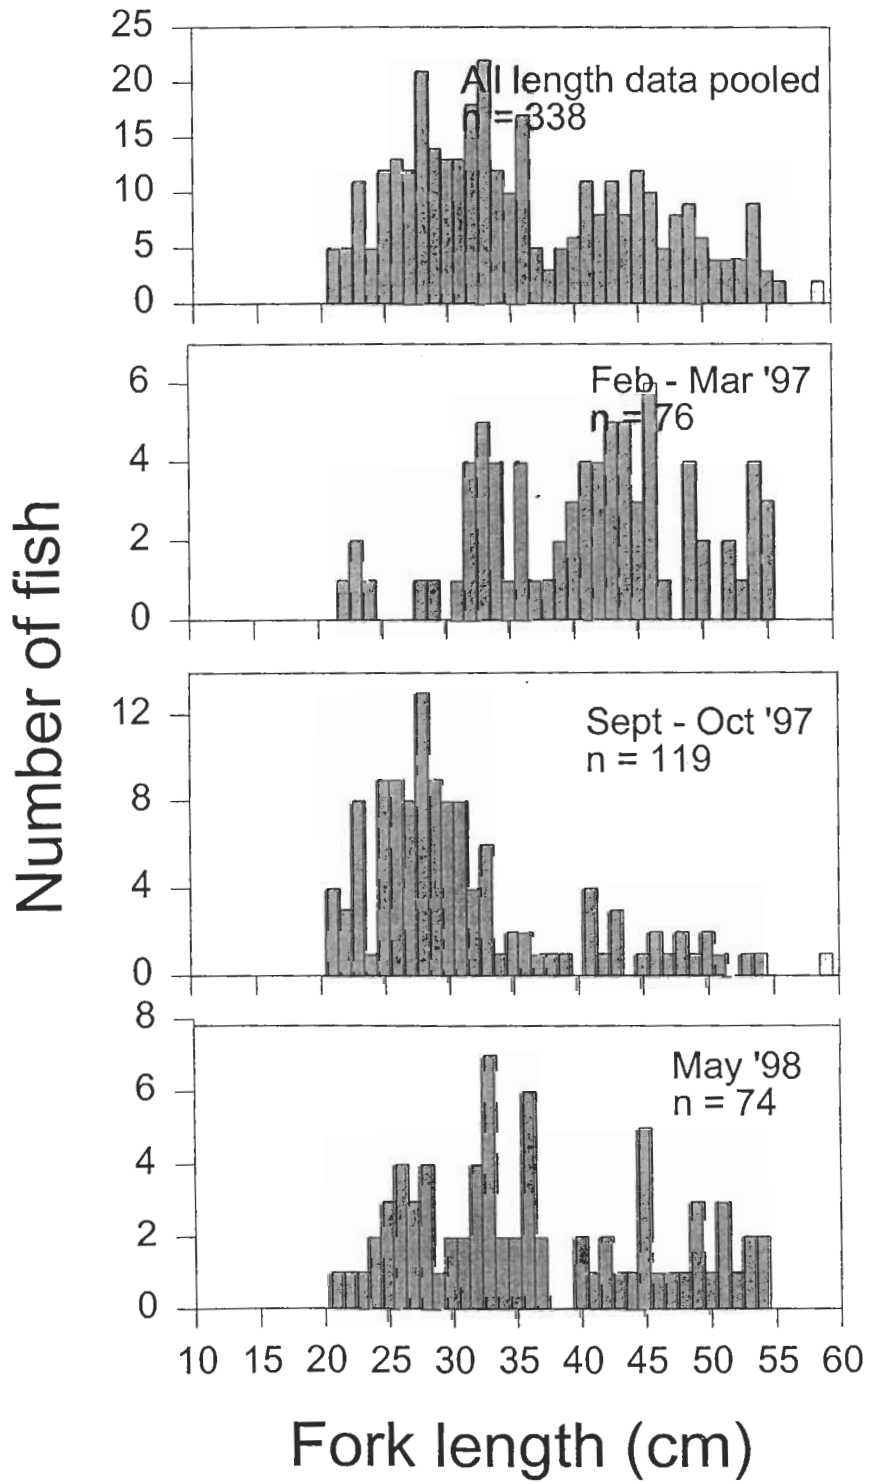 25
20
15
10
5
0
All length data pooled
n = 338
6
4
2
0
Feb - Mar '97
n = 76
12
8
4
0
Sept - Oct '97
n = 119
8
6
4
2
0
May '98
n = 74
10 15 20 25 30 35 40 45 50 55 60
Number of fish
Fork length (cm)